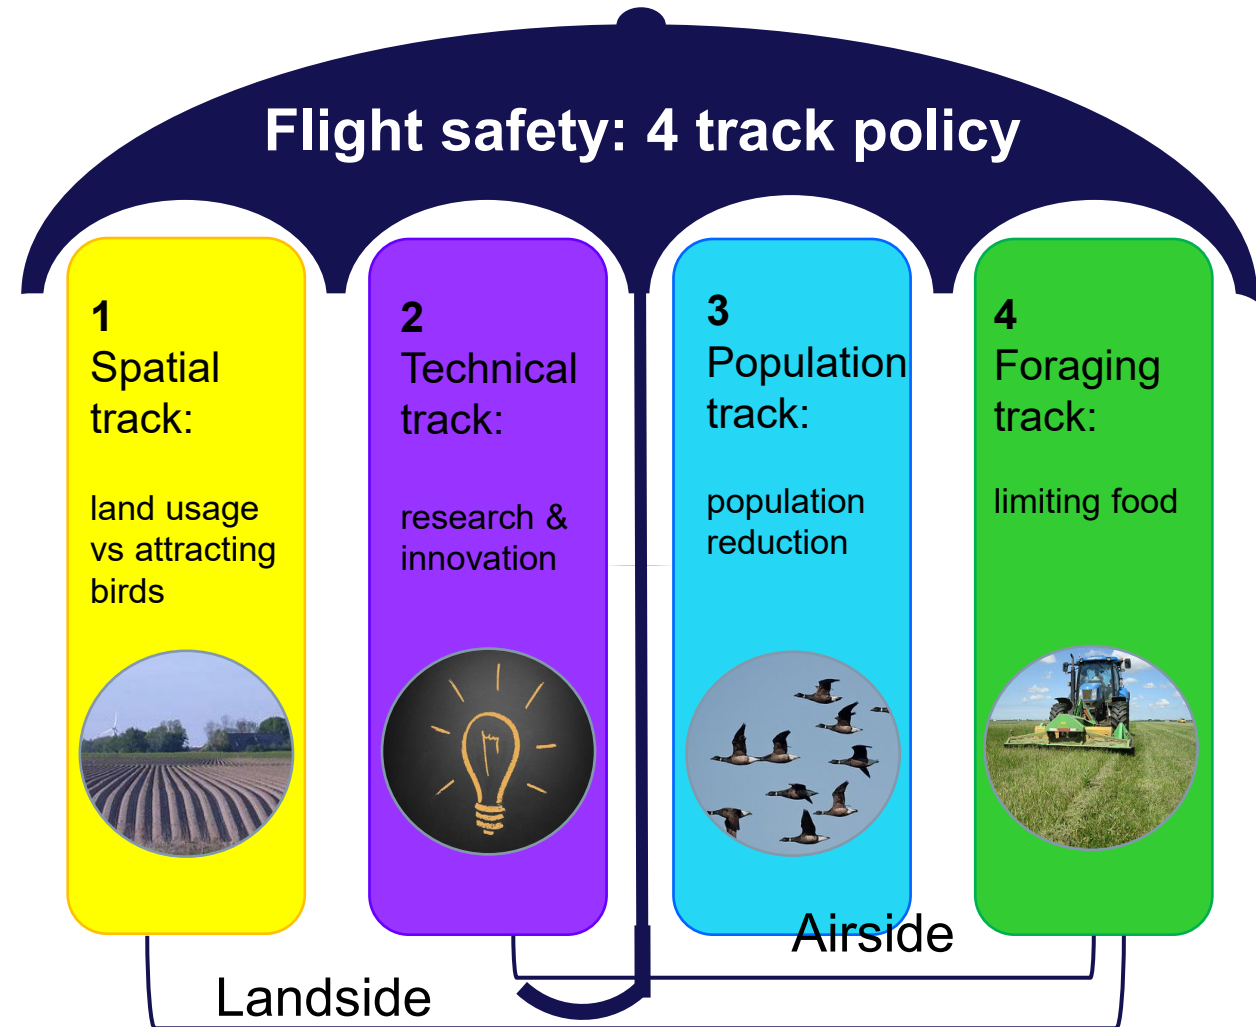 Flight safety: 4 track policy
1
Spatial
track:
land usage
vs attracting
birds
2
Technical
track:
research &
innovation
3
Population
track:
population
reduction
4
Foraging
track:
limiting food
Airside
Landside